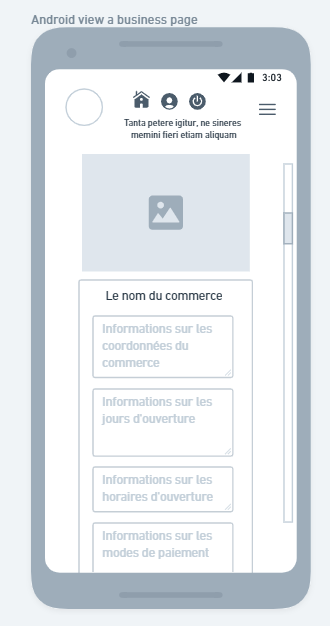 Android view a business page
3:03
Tanta petere igitur, ne sineres
memini fieri etiam aliquam
Le nom du commerce
Informations sur les
coordonnées du
commerce
Informations sur les
jours d'ouverture
Informations sur les
horaires d'ouverture
Informations sur les
modes de paiement